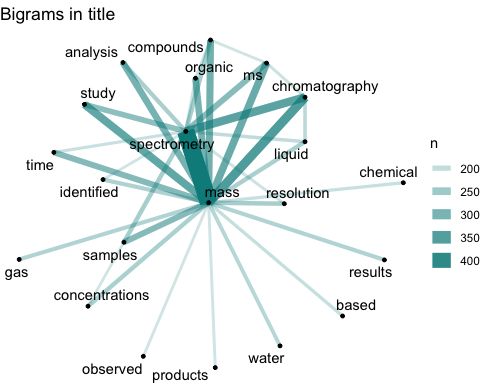 Bigrams in title
analysis
compounds
organic
ms
study
chromatography
spectrometry
liquid
time
chemical
identified
mass
resolution
samples
gas
results
concentrations
based
observed
products
water
n
200
250
300
350
400